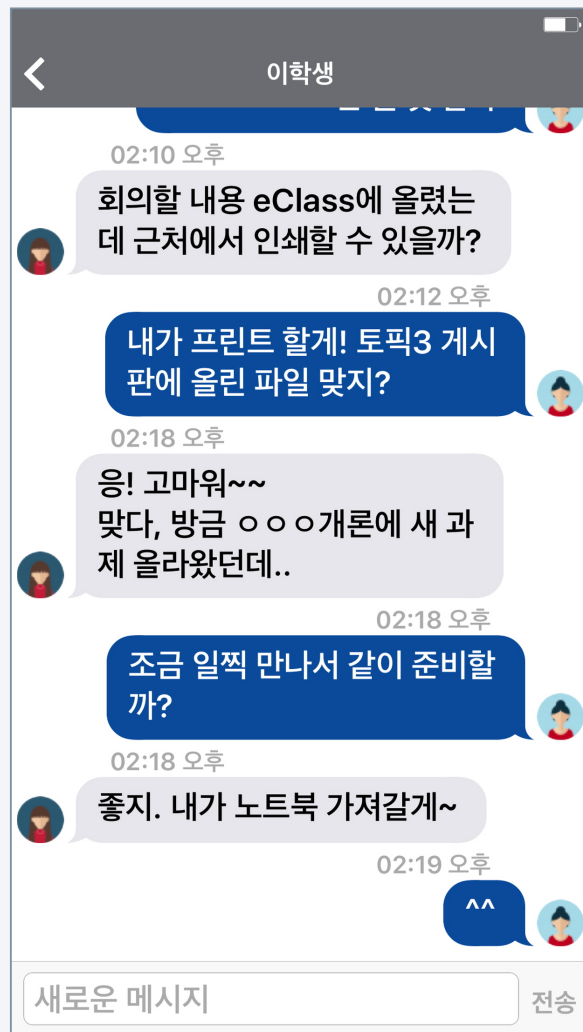 이학생
02:10 오후
회의할 내용 eClass에 올렸는
데 근처에서 인쇄할 수 있을까?
02:12 오후
내가 프린트 할게! 토픽3 게시
판에 올린 파일 맞지?
02:18 오후
응! 고마워~~
맞다, 방금 ㅇㅇㅇ개론에 새 과
제 올라왔던데..
02:18 오후
조금 일찍 만나서 같이 준비할
까?
02:18 오후
좋지. 내가 노트북 가져갈게~
02:19 오후
^^
새로운 메시지
전송